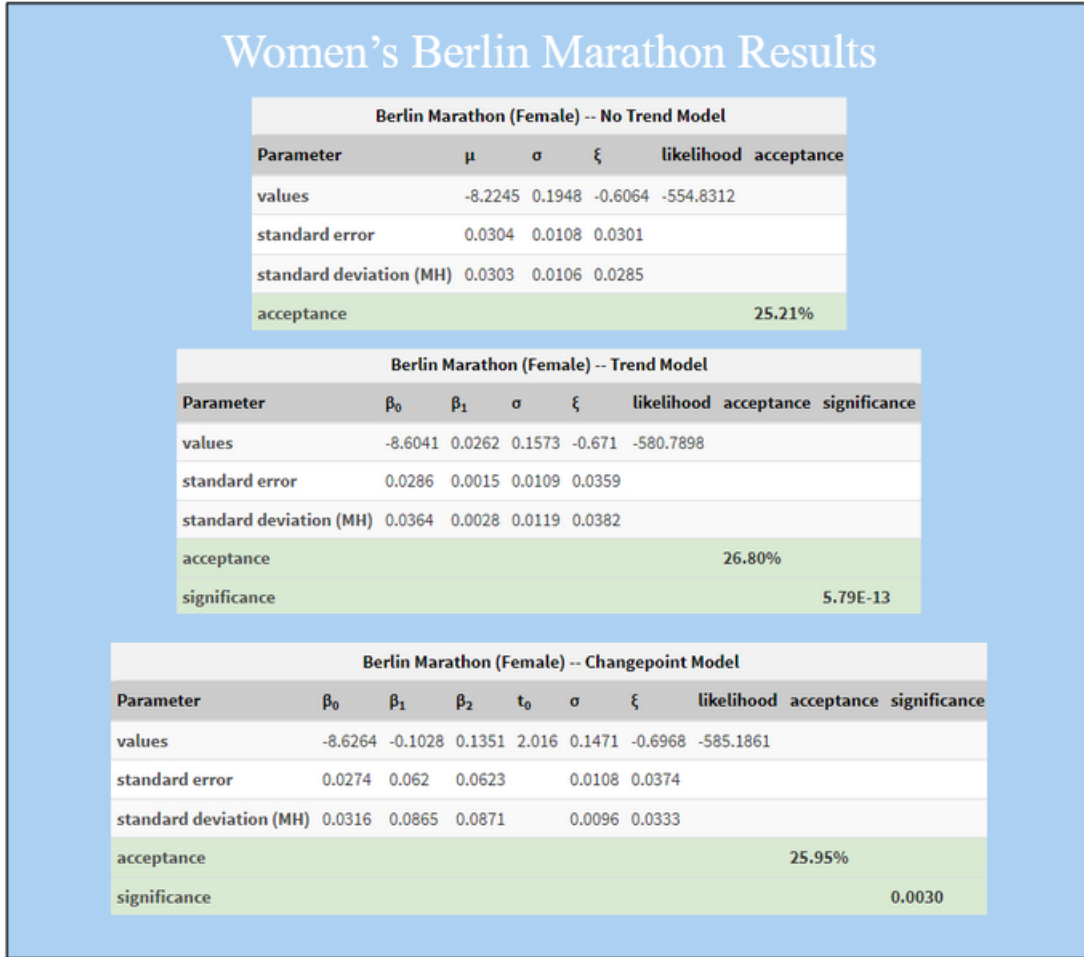 Women’s Berlin Marathon Results
Berlin Marathon (Female) -- No Trend Model
Parameter μ σ ξ likelihood acceptance
values -8.2245 0.1948 -0.6064 -554.8312
standard error 0.0304 0.0108 0.0301
standard deviation (MH) 0.0303 0.0106 0.0285
acceptance 25.21%
Berlin Marathon (Female) -- Trend Model
Parameter β₀ β₁ σ ξ likelihood acceptance significance
values -8.6041 0.0262 0.1573 -0.671 -580.7898
standard error 0.0286 0.0015 0.0109 0.0359
standard deviation (MH) 0.0364 0.0028 0.0119 0.0382
acceptance 26.80%
significance 5.79E-13
Berlin Marathon (Female) -- Changepoint Model
Parameter β₀ β₁ β₂ t₀ σ ξ likelihood acceptance significance
values -8.6264 -0.1028 0.1351 2.016 0.1471 -0.6968 -585.1861
standard error 0.0274 0.062 0.0623 0.0108 0.0374
standard deviation (MH) 0.0316 0.0865 0.0871 0.0096 0.0333
acceptance 25.95%
significance 0.0030